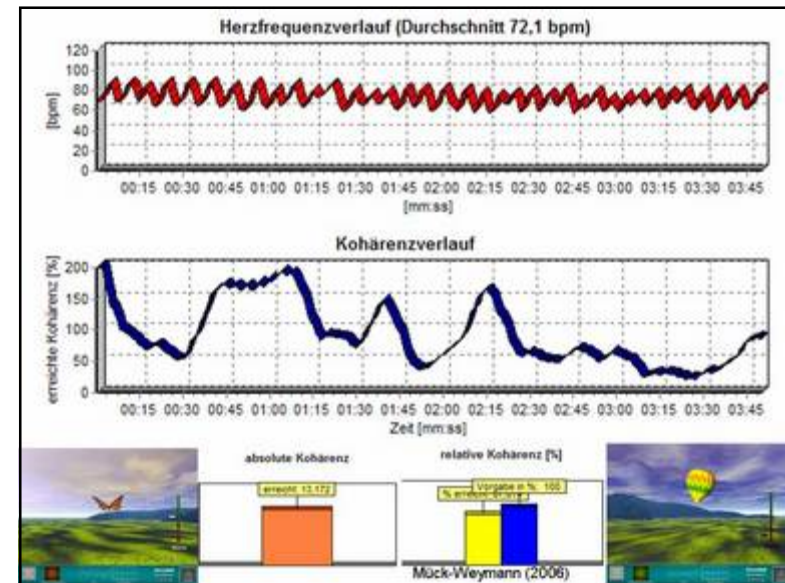 Herzfrequenzverlauf (Durchschnitt 72,1 bpm)
[bpm]
120
100
80
60
40
20
0
00:15 00:30 00:45 01:00 01:15 01:30 01:45 02:00 02:15 02:30 02:45 03:00 03:15 03:30 03:45
[mm:ss]
Kohärenzverlauf
erreichte Kohärenz [%]
200
150
100
50
0
00:15 00:30 00:45 01:00 01:15 01:30 01:45 02:00 02:15 02:30 02:45 03:00 03:15 03:30 03:45
Zeit [mm:ss]
absolute Kohärenz
erreicht: 13,172
relative Kohärenz [%]
Vorgabe in %: 100
% erreicht:
Mück-Weymann (2006)